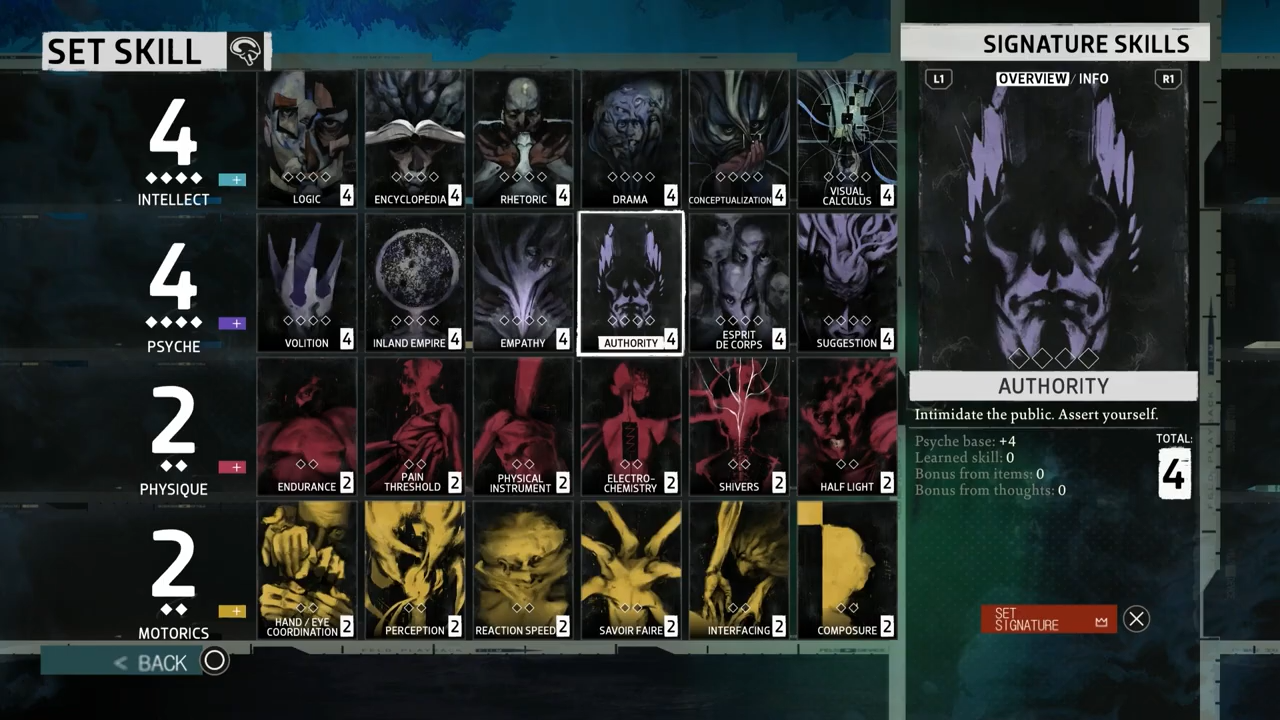 SET SKILL
SIGNATURE SKILLS
L1
OVERVIEW / INFO
R1
4
INTELLECT
+
LOGIC 4
ENCYCLOPEDIA 4
RHETORIC 4
DRAMA 4
CONCEPTUALIZATION 4
VISUAL
CALCULUS 4
4
PSYCHE
+
VOLITION 4
INLAND EMPIRE 4
EMPATHY 4
AUTHORITY 4
ESPRIT
DE CORPS 4
SUGGESTION 4
2
PHYSIQUE
+
ENDURANCE 2
PAIN
THRESHOLD 2
PHYSICAL
INSTRUMENT 2
ELECTRO-
CHEMISTRY 2
SHIVERS 2
HALF LIGHT 2
2
MOTORICS
+
HAND / EYE
COORDINATION 2
PERCEPTION 2
REACTION SPEED 2
SAVOIR FAIRE 2
INTERFACING 2
COMPOSURE 2
AUTHORITY
Intimidate the public. Assert yourself.
Psyche base: +4
Learned skill: 0
Bonus from items: 0
Bonus from thoughts: 0
TOTAL:
4
SET
SIGNATURE
< BACK